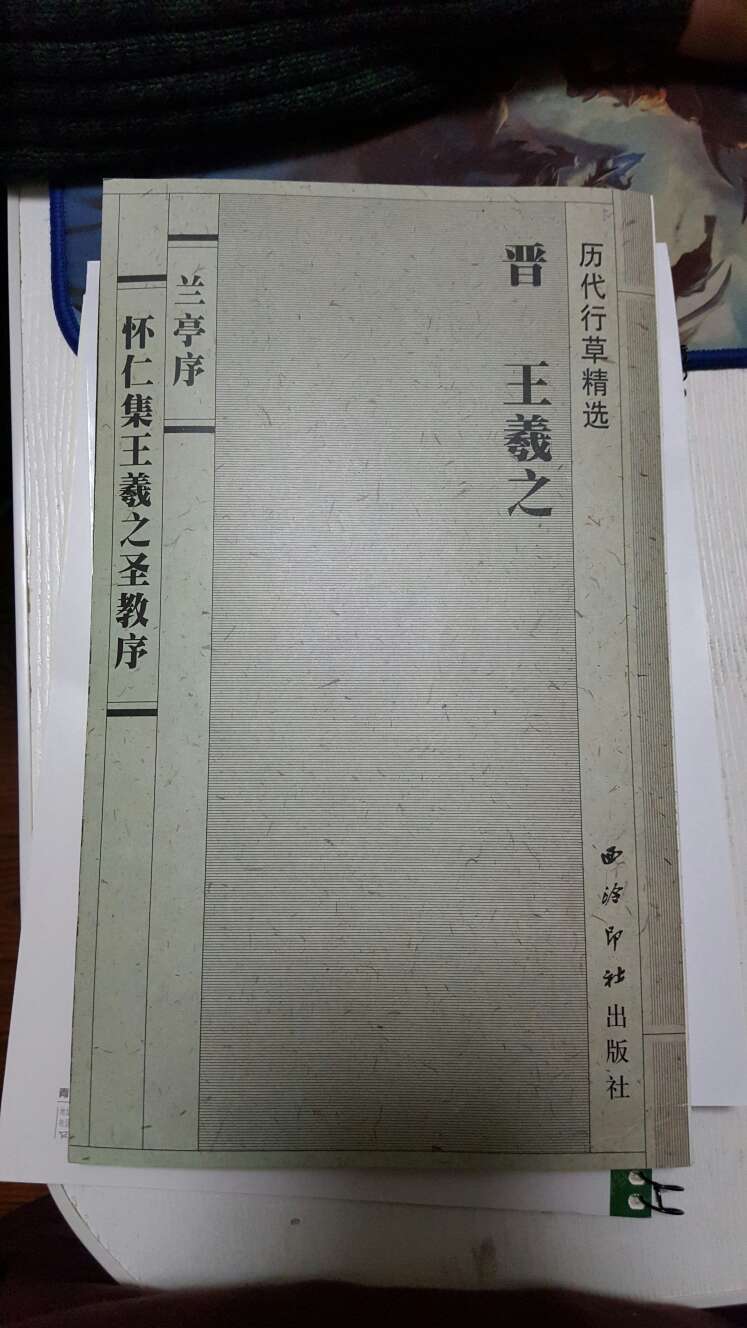 历代行草精选
晋 王羲之
兰亭序
怀仁集王羲之圣教序
西泠印社出版社